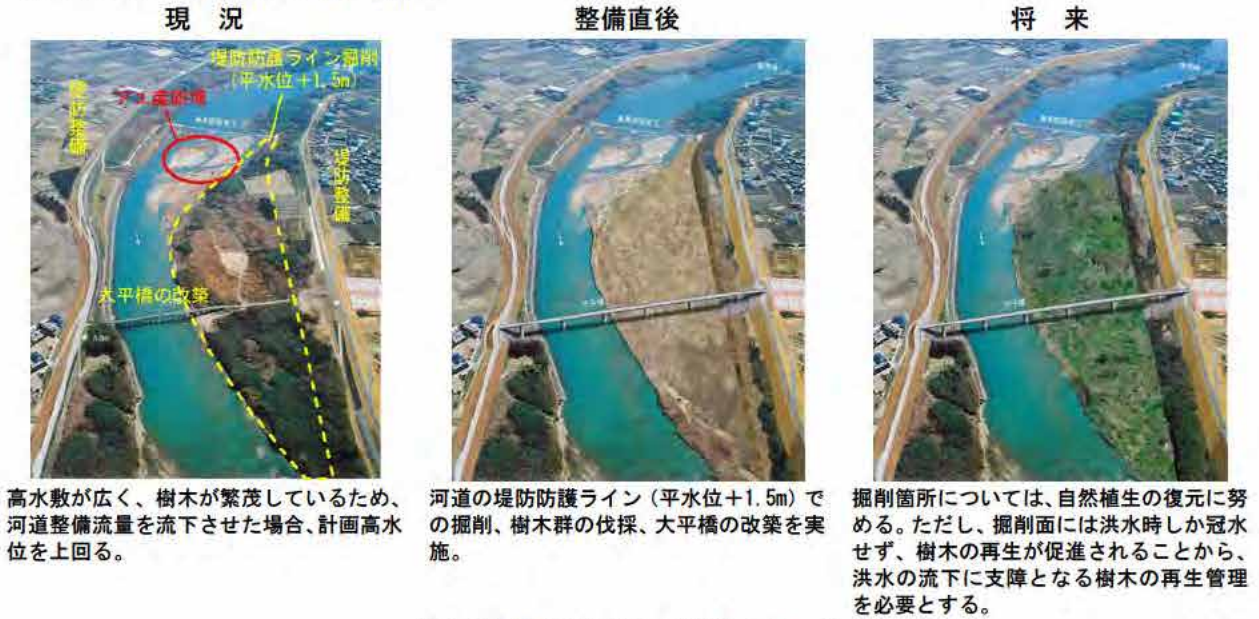 現　況
堤防防護ライン掘削
（平水位＋1.5m）
アユ産卵場
堤防整備
堤防整備
大平橋の改築
高水敷が広く、樹木が繁茂しているため、
河道整備流量を流下させた場合、計画高水
位を上回る。
整備直後
河道の堤防防護ライン（平水位＋1.5m）で
の掘削、樹木群の伐採、大平橋の改築を実
施。
将　来
掘削箇所については、自然植生の復元に努
める。ただし、掘削面には洪水時しか冠水
せず、樹木の再生が促進されることから、
洪水の流下に支障となる樹木の再生管理
を必要とする。